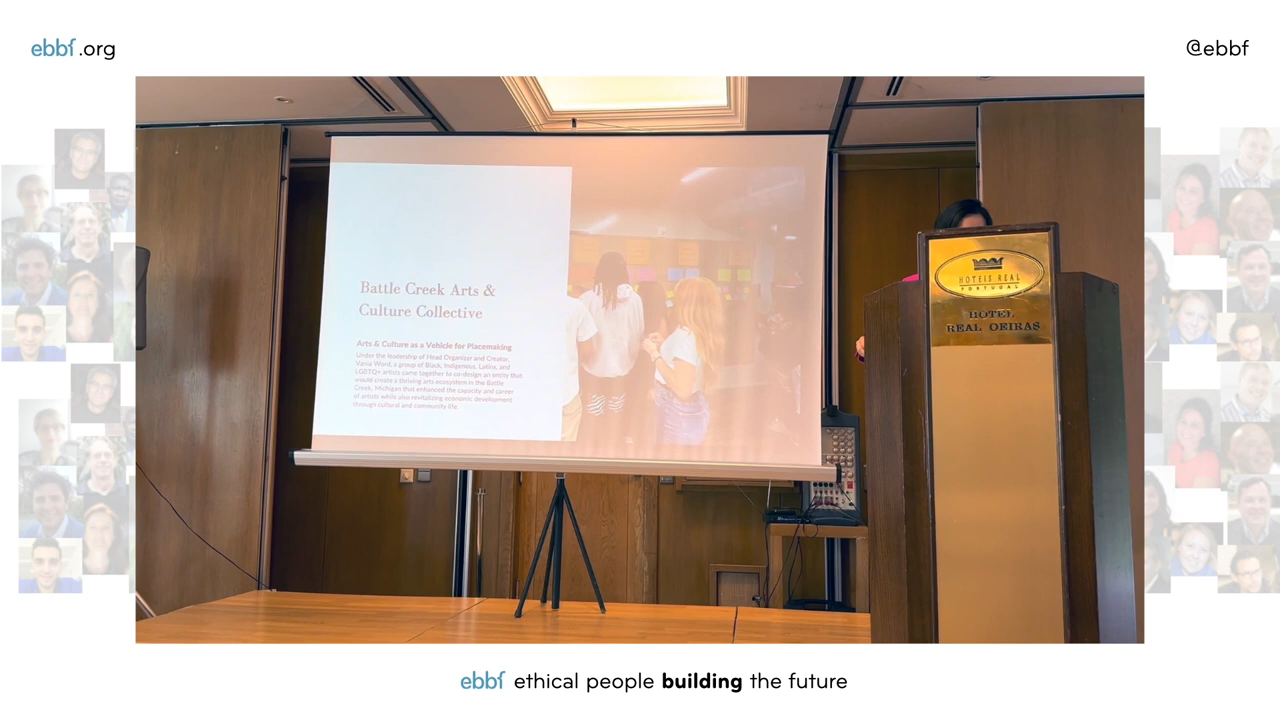 ebbf.org
@ebbf
Battle Creek Arts &
Culture Collective
Arts & Culture as a Vehicle for Placemaking
Under the leadership of Head Organizer and Creator,
Vania Word, a group of Black, Indigenous, Latinx, and
LGTBQ+ artists came together to co-design an entity that
would create a thriving arts ecosystem in the Battle
Creek, Michigan that enhanced the capacity and career
of artists while also revitalizing economic development
through cultural and community life.
HOTEIS REAL
PORTUGAL
HOTEL
REAL OEIRAS
ebbf ethical people building the future